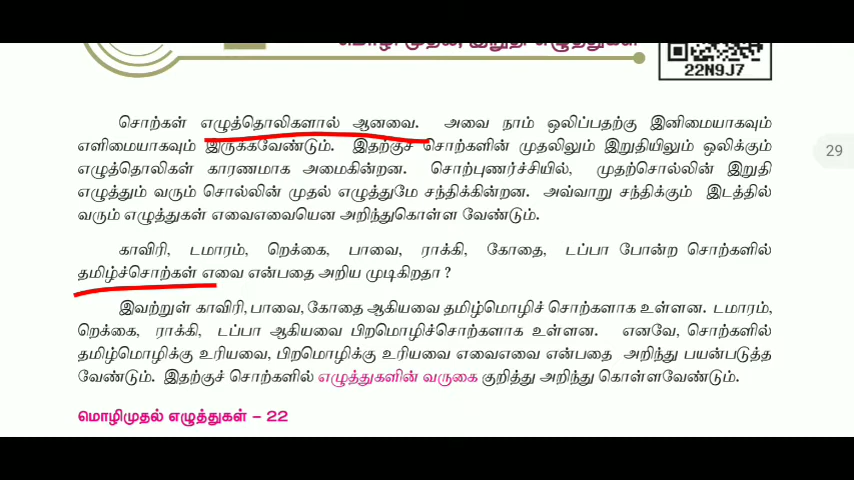 மொழி முதல், இறுதி எழுத்துகள்
22N9J7
சொற்கள் எழுத்தொலிகளால் ஆனவை. அவை நாம் ஒலிப்பதற்கு இனிமையாகவும்
எளிமையாகவும் இருக்கவேண்டும். இதற்குச் சொற்களின் முதலிலும் இறுதியிலும் ஒலிக்கும்
எழுத்தொலிகள் காரணமாக அமைகின்றன. சொற்புணர்ச்சியில், முதற்சொல்லின் இறுதி
எழுத்தும் வரும் சொல்லின் முதல் எழுத்துமே சந்திக்கின்றன. அவ்வாறு சந்திக்கும் இடத்தில்
வரும் எழுத்துகள் எவைஎவையென அறிந்துகொள்ள வேண்டும்.
29
காவிரி, டமாரம், றெக்கை, பாவை, ராக்கி, கோதை, டப்பா போன்ற சொற்களில்
தமிழ்ச்சொற்கள் எவை என்பதை அறிய முடிகிறதா ?
இவற்றுள் காவிரி, பாவை, கோதை ஆகியவை தமிழ்மொழிச் சொற்களாக உள்ளன. டமாரம்,
றெக்கை, ராக்கி, டப்பா ஆகியவை பிறமொழிச்சொற்களாக உள்ளன. எனவே, சொற்களில்
தமிழ்மொழிக்கு உரியவை, பிறமொழிக்கு உரியவை எவைஎவை என்பதை அறிந்து பயன்படுத்த
வேண்டும். இதற்குச் சொற்களில் எழுத்துகளின் வருகை குறித்து அறிந்து கொள்ளவேண்டும்.
மொழிமுதல் எழுத்துகள் – 22